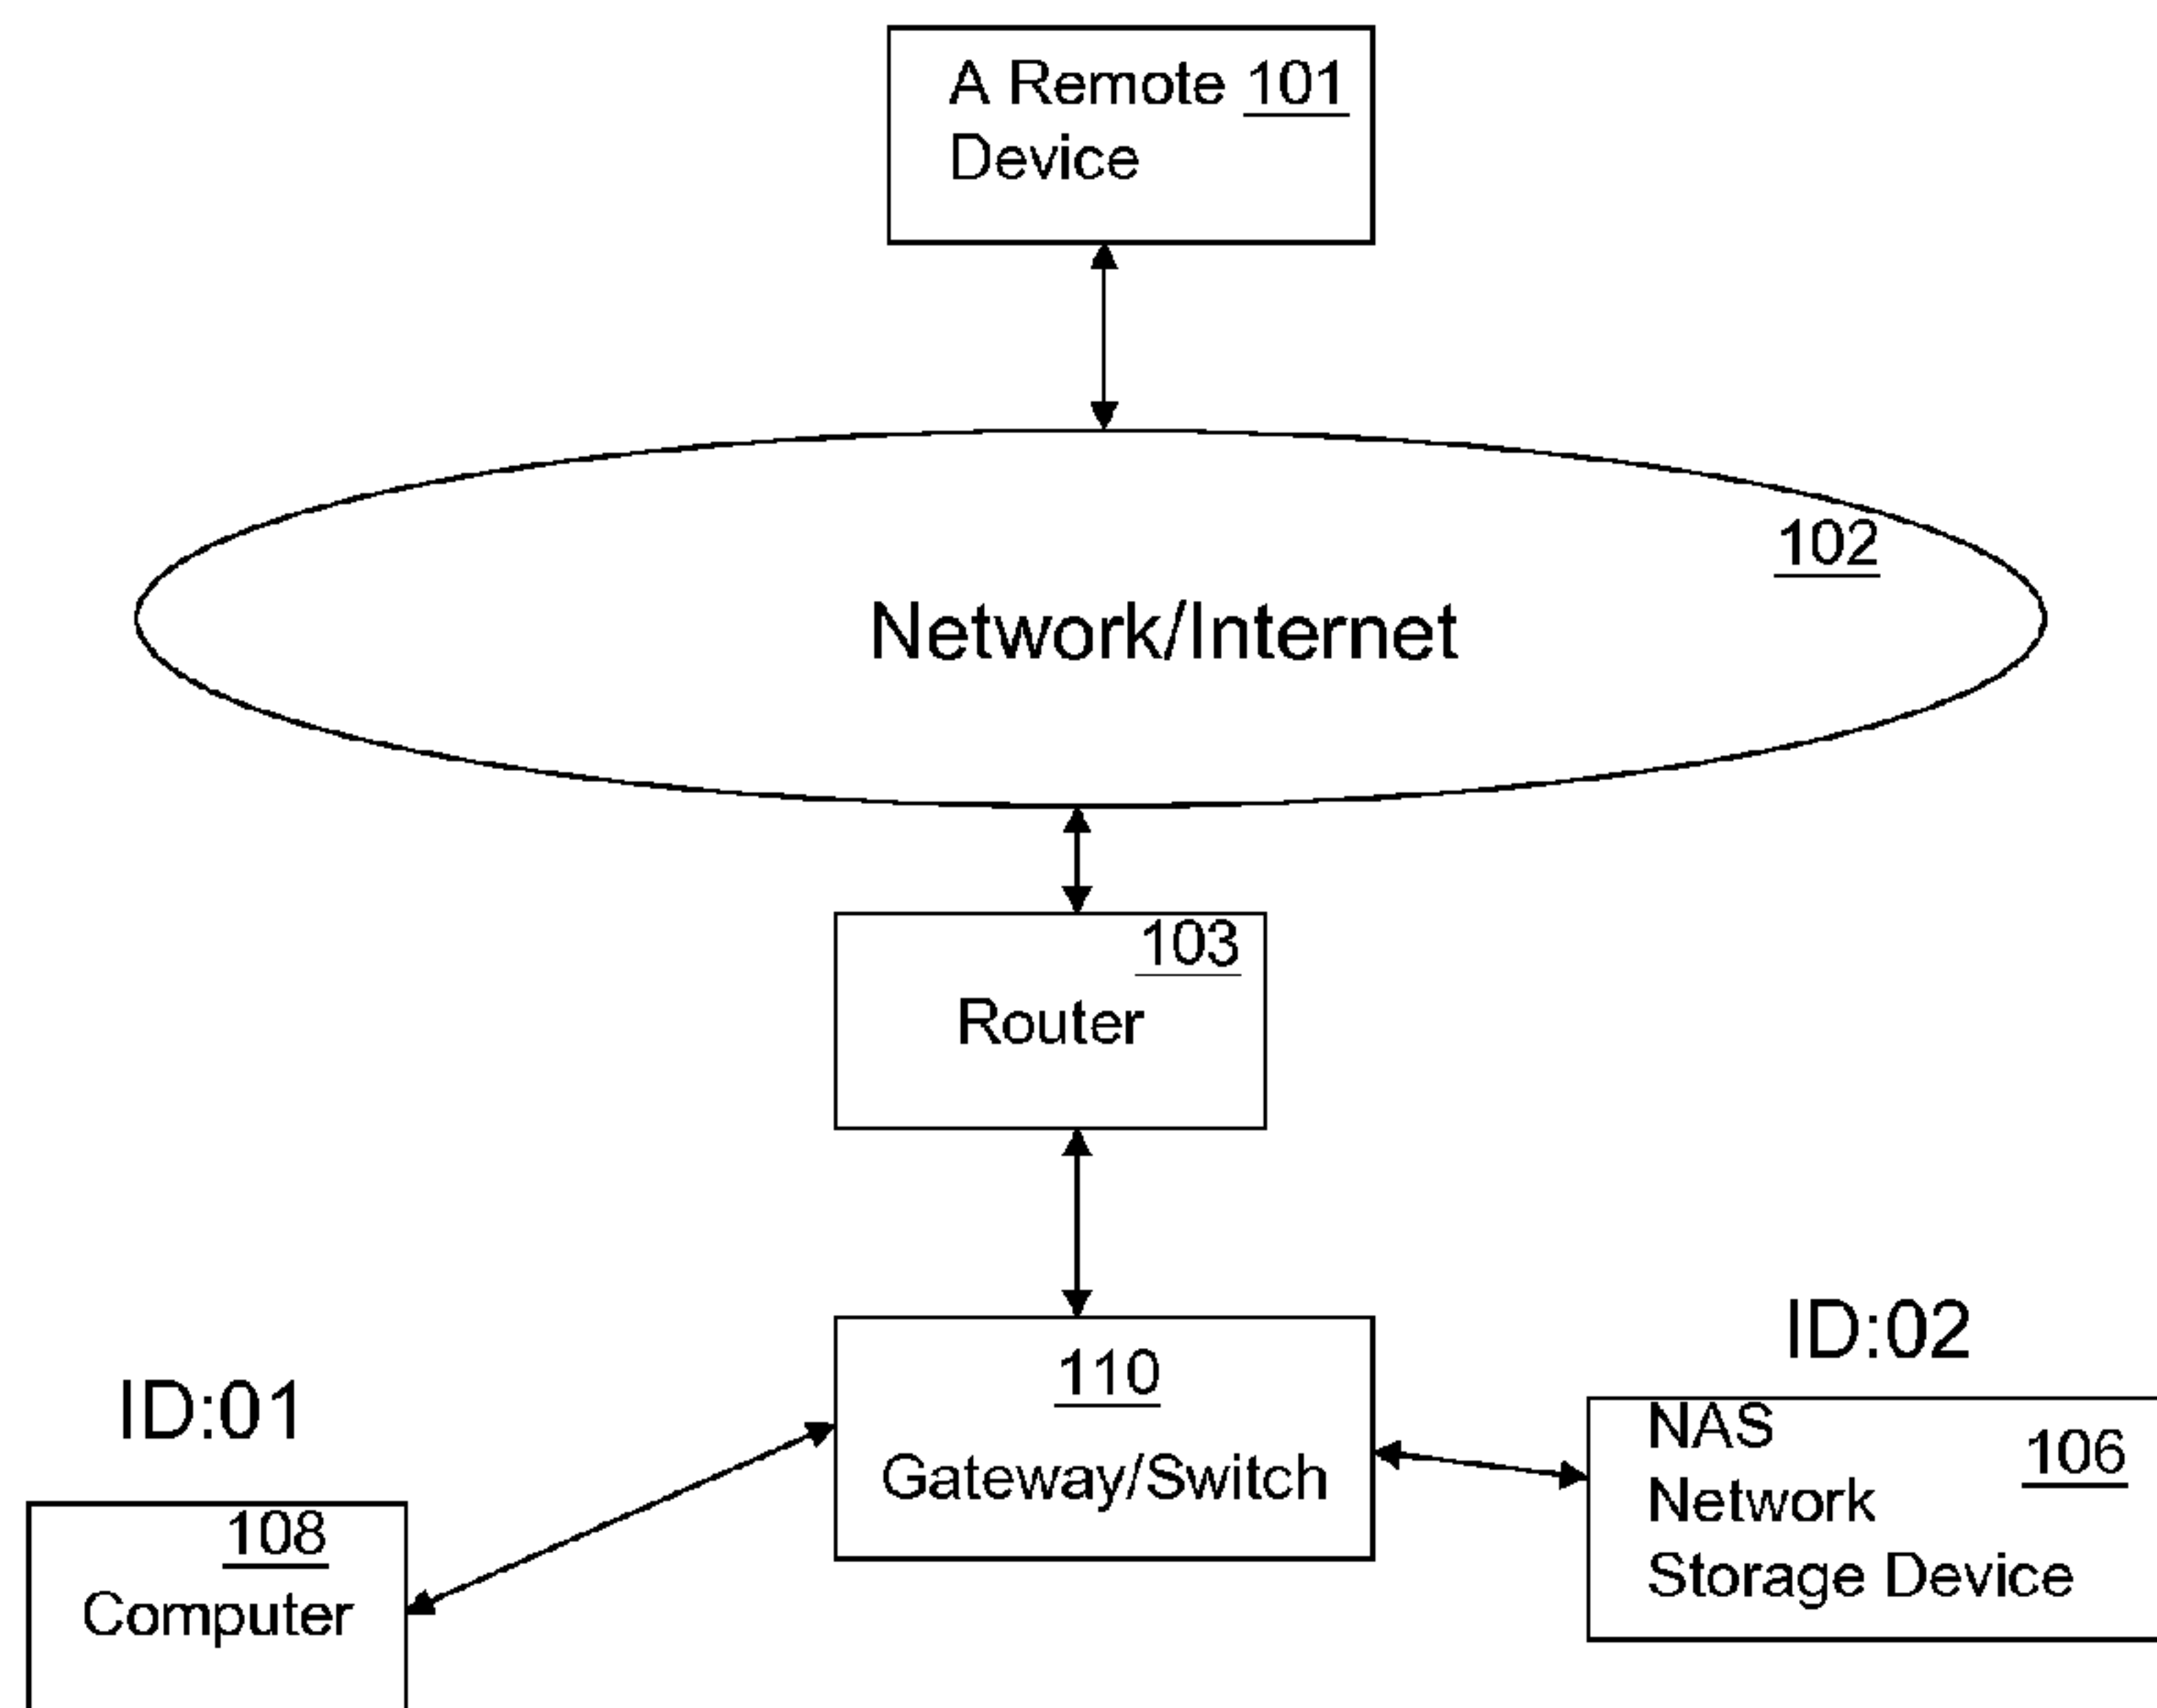 A Remote 101
Device
102
Network/Internet
103
Router
110
Gateway/Switch
ID:02
NAS
106
Network
Storage Device
ID:01
108
Computer